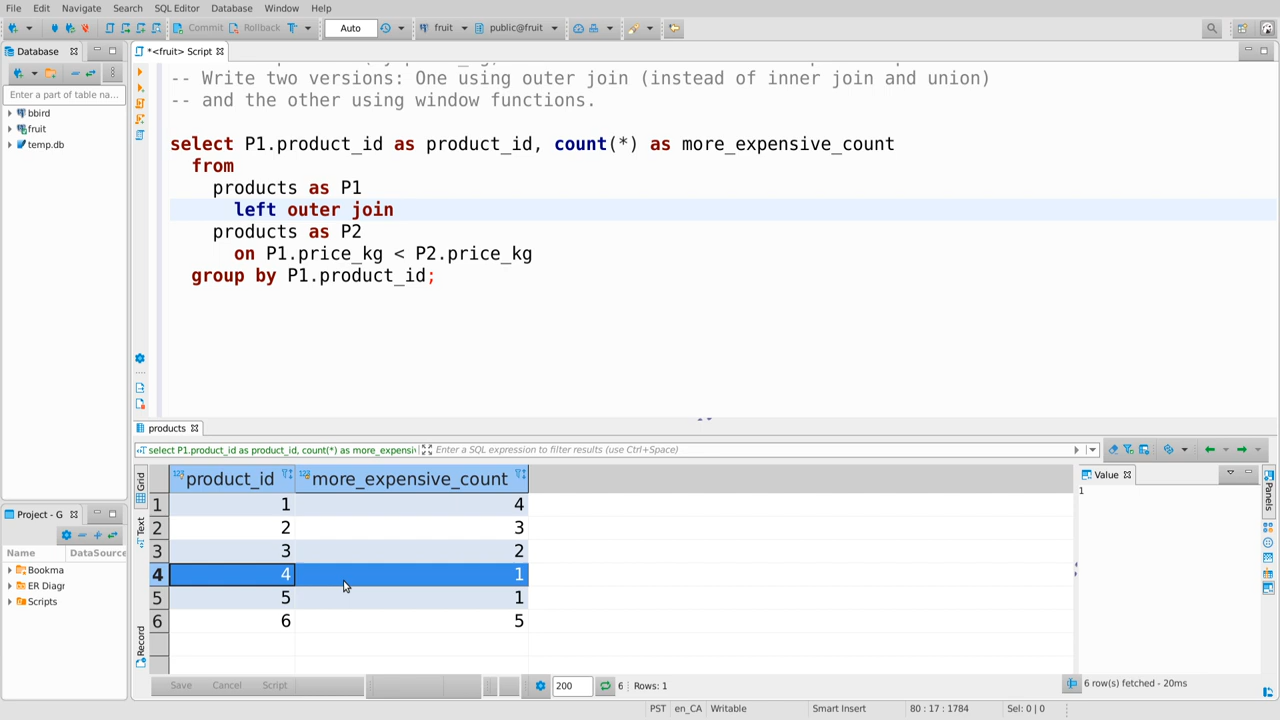 File Edit Navigate Search SQL Editor Database Window Help
Commit Rollback Auto fruit public@fruit
Database *<fruit> Script
Enter a part of table na...
bbird
fruit
temp.db
-- Write two versions: One using outer join (instead of inner join and union)
-- and the other using window functions.
select P1.product_id as product_id, count(*) as more_expensive_count
from
products as P1
left outer join
products as P2
on P1.price_kg < P2.price_kg
group by P1.product_id;
products
select P1.product_id as product_id, count(*) as more_expensi Enter a SQL expression to filter results (use Ctrl+Space)
Grid
Text
Record
product_id more_expensive_count
1 1 4
2 2 3
3 3 2
4 4 1
5 5 1
6 6 5
Value
1
Panels
Project - G
Name DataSource
Bookma
ER Diagr
Scripts
Save Cancel Script 200 6 Rows: 1 6 row(s) fetched - 20ms
PST en_CA Writable Smart Insert 80 : 17 : 1784 Sel: 0 | 0